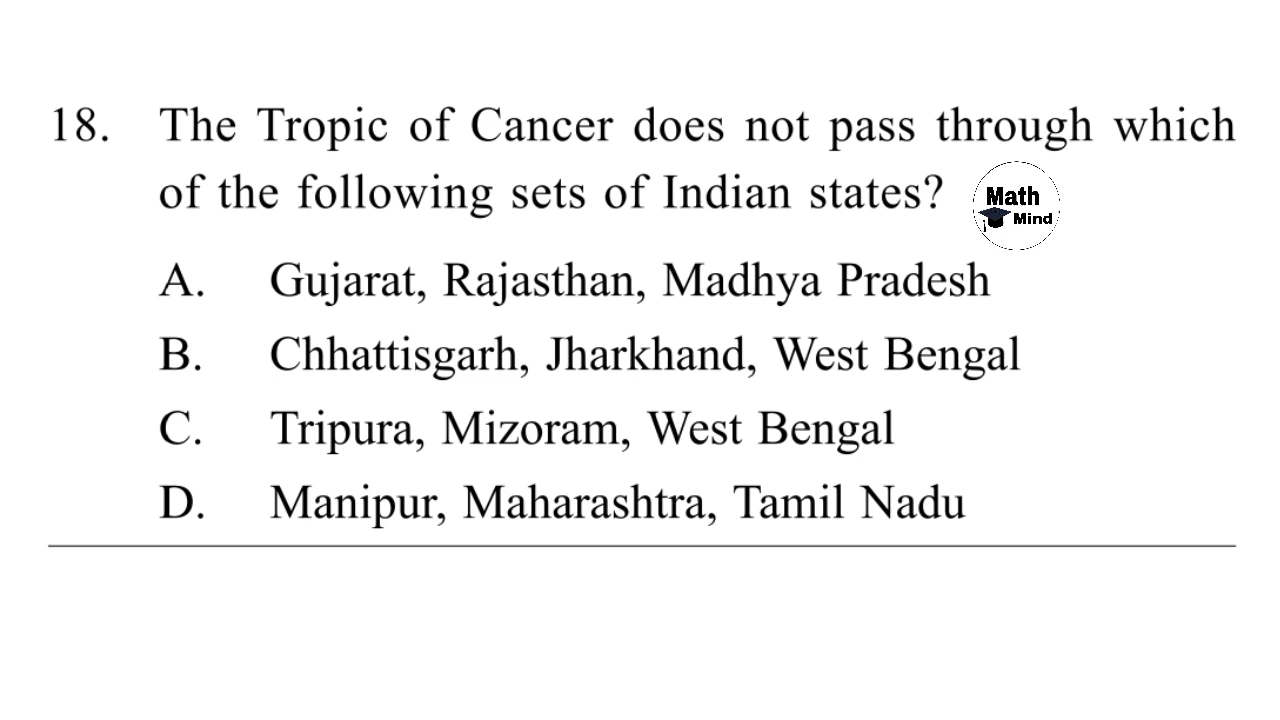 18. The Tropic of Cancer does not pass through which
of the following sets of Indian states?
Math
Mind
A. Gujarat, Rajasthan, Madhya Pradesh
B. Chhattisgarh, Jharkhand, West Bengal
C. Tripura, Mizoram, West Bengal
D. Manipur, Maharashtra, Tamil Nadu